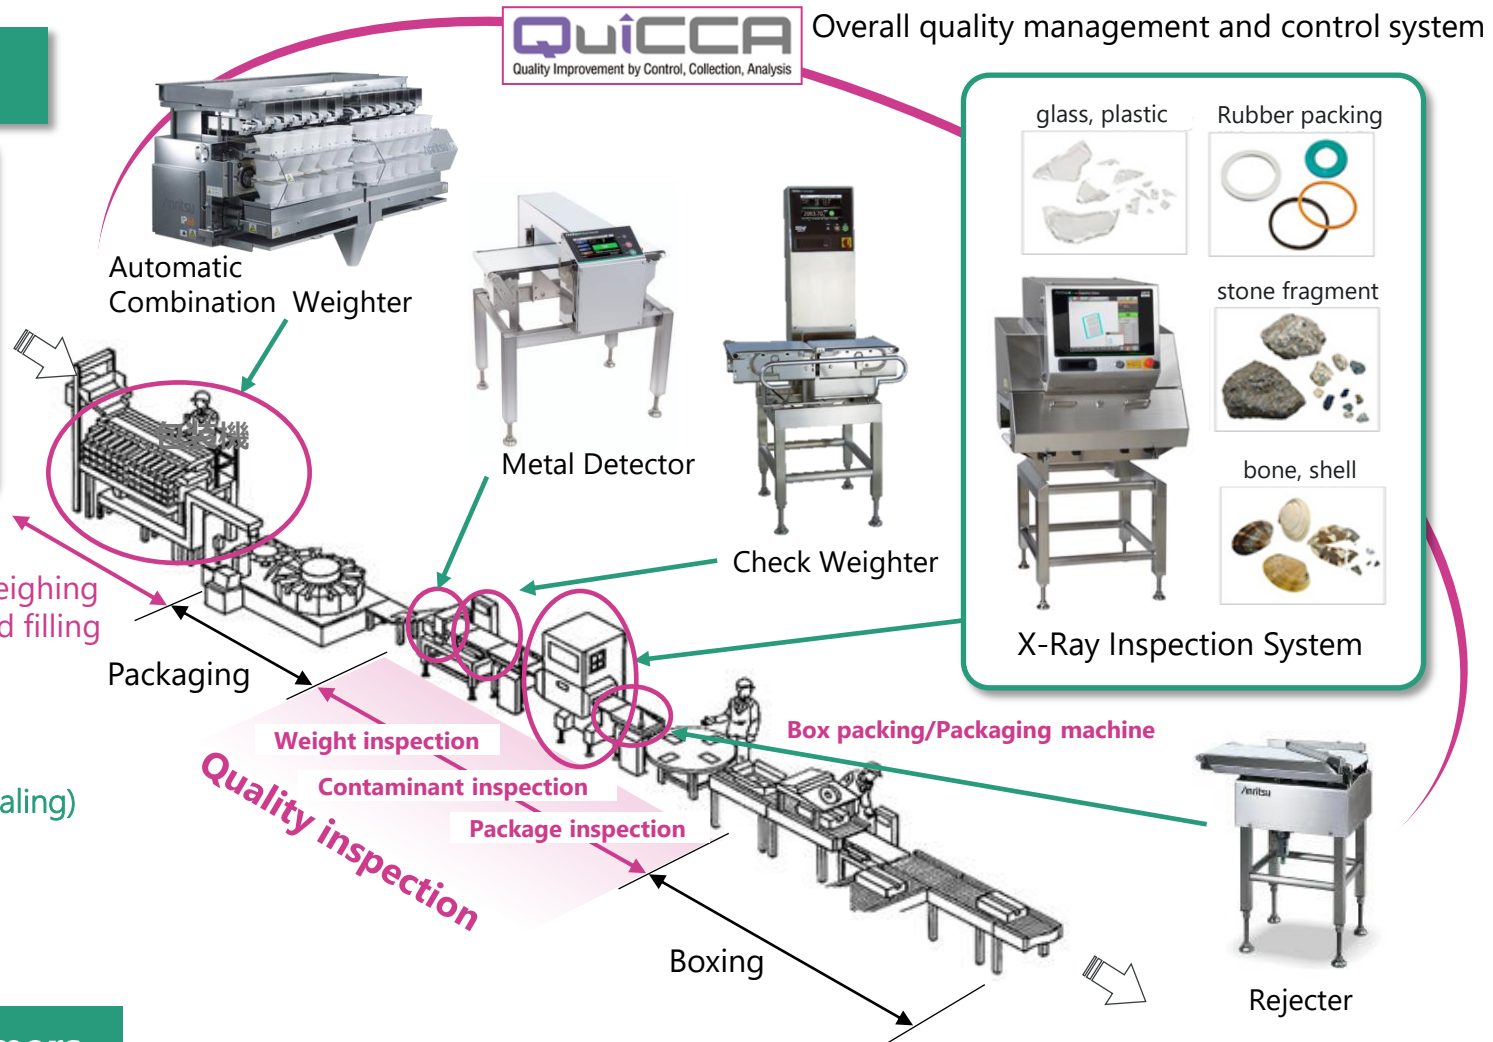 QUiCCA
Quality Improvement by Control, Collection, Analysis
Overall quality management and control system
glass, plastic
Rubber packing
stone fragment
bone, shell
X-Ray Inspection System
Anritsu
Automatic
Combination Weighter
Metal Detector
Check Weighter
eighing
d filling
Packaging
Weight inspection
Contaminant inspection
Package inspection
Quality inspection
Box packing/Packaging machine
aling)
Boxing
Anritsu
Rejecter